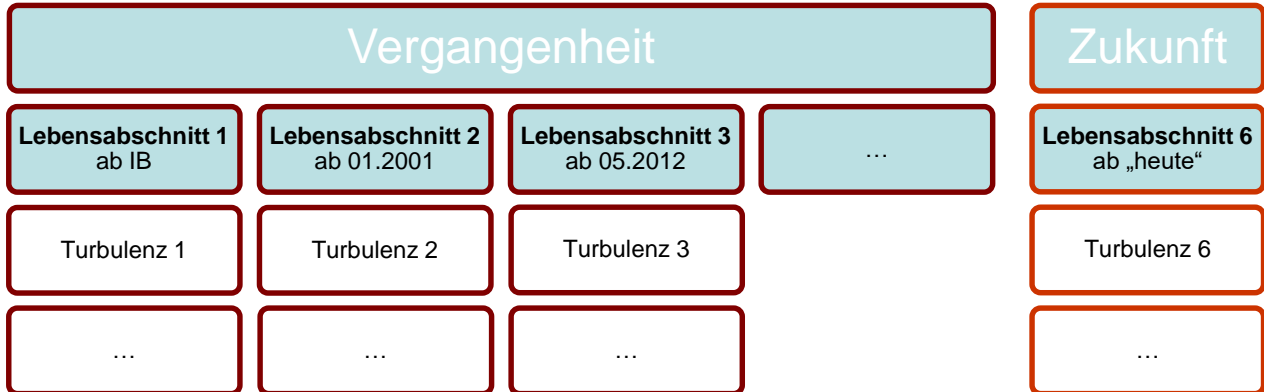 Vergangenheit
Zukunft
Lebensabschnitt 1
ab IB
Lebensabschnitt 2
ab 01.2001
Lebensabschnitt 3
ab 05.2012
…
Lebensabschnitt 6
ab „heute“
Turbulenz 1
Turbulenz 2
Turbulenz 3
Turbulenz 6
…
…
…
…